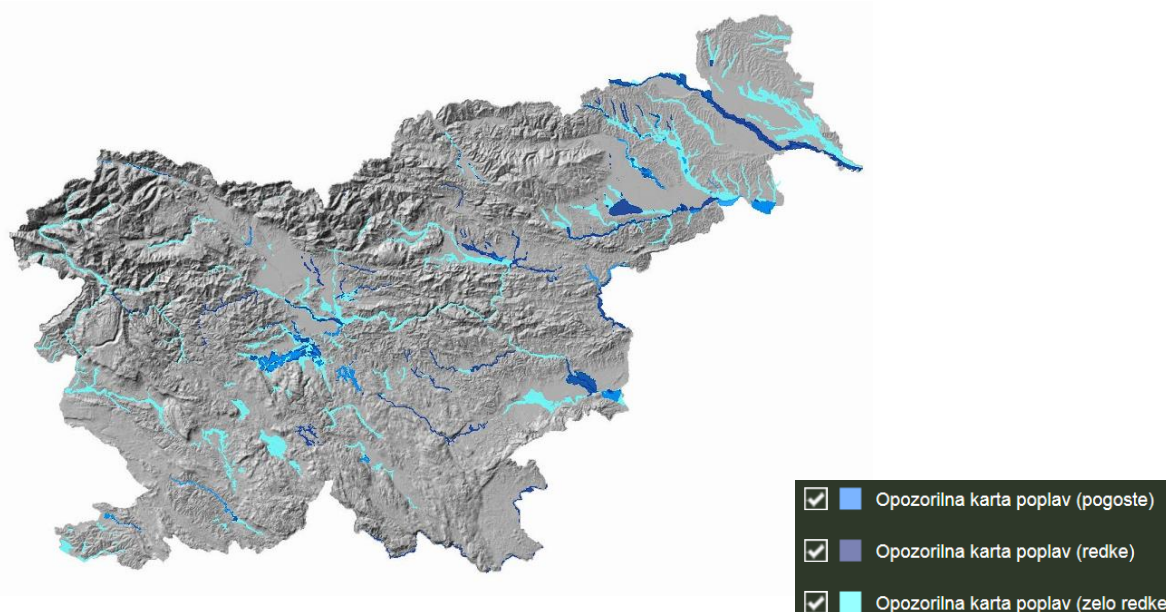 Opozorilna karta poplav (pogoste)
Opozorilna karta poplav (redke)
Opozorilna karta poplav (zelo redke